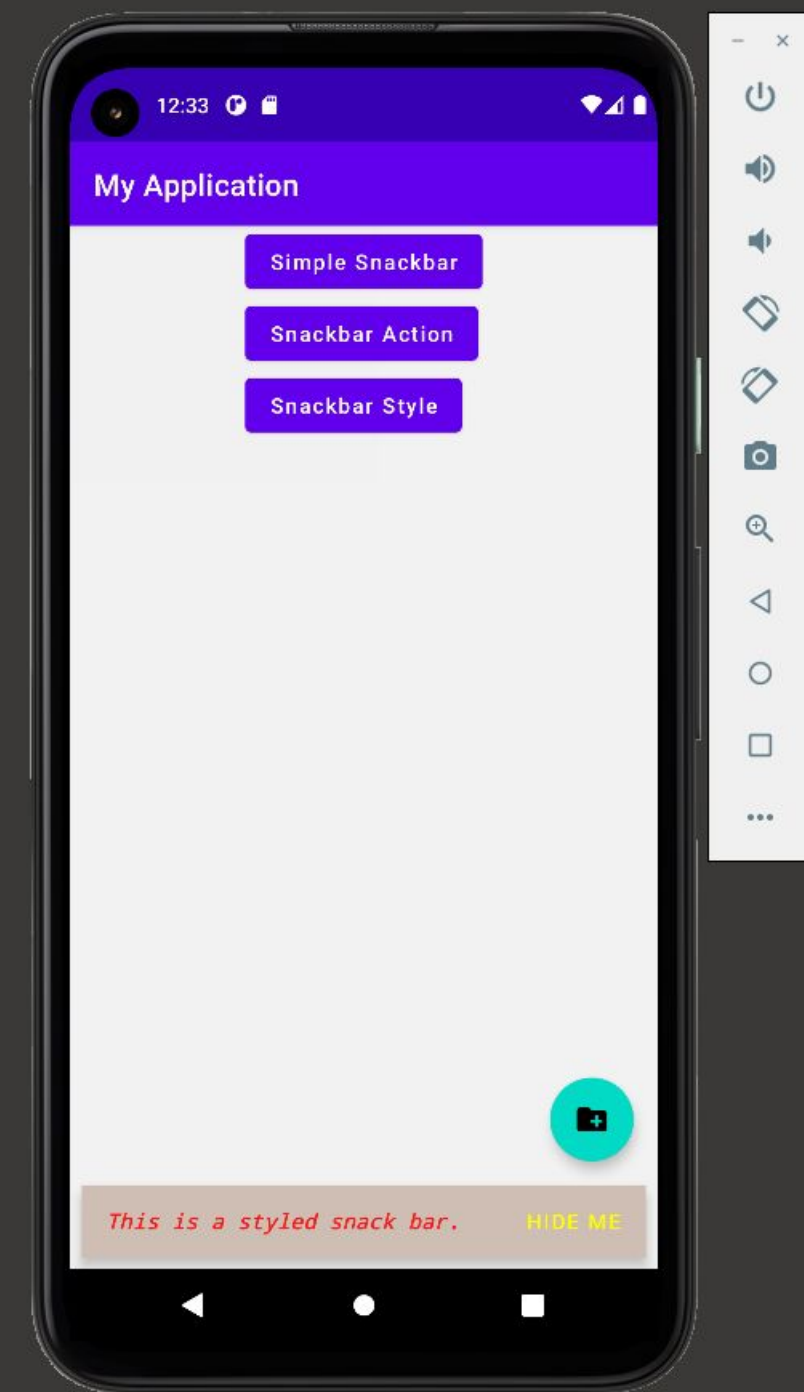 12:33
My Application
Simple Snackbar
Snackbar Action
Snackbar Style
This is a styled snack bar. HIDE ME